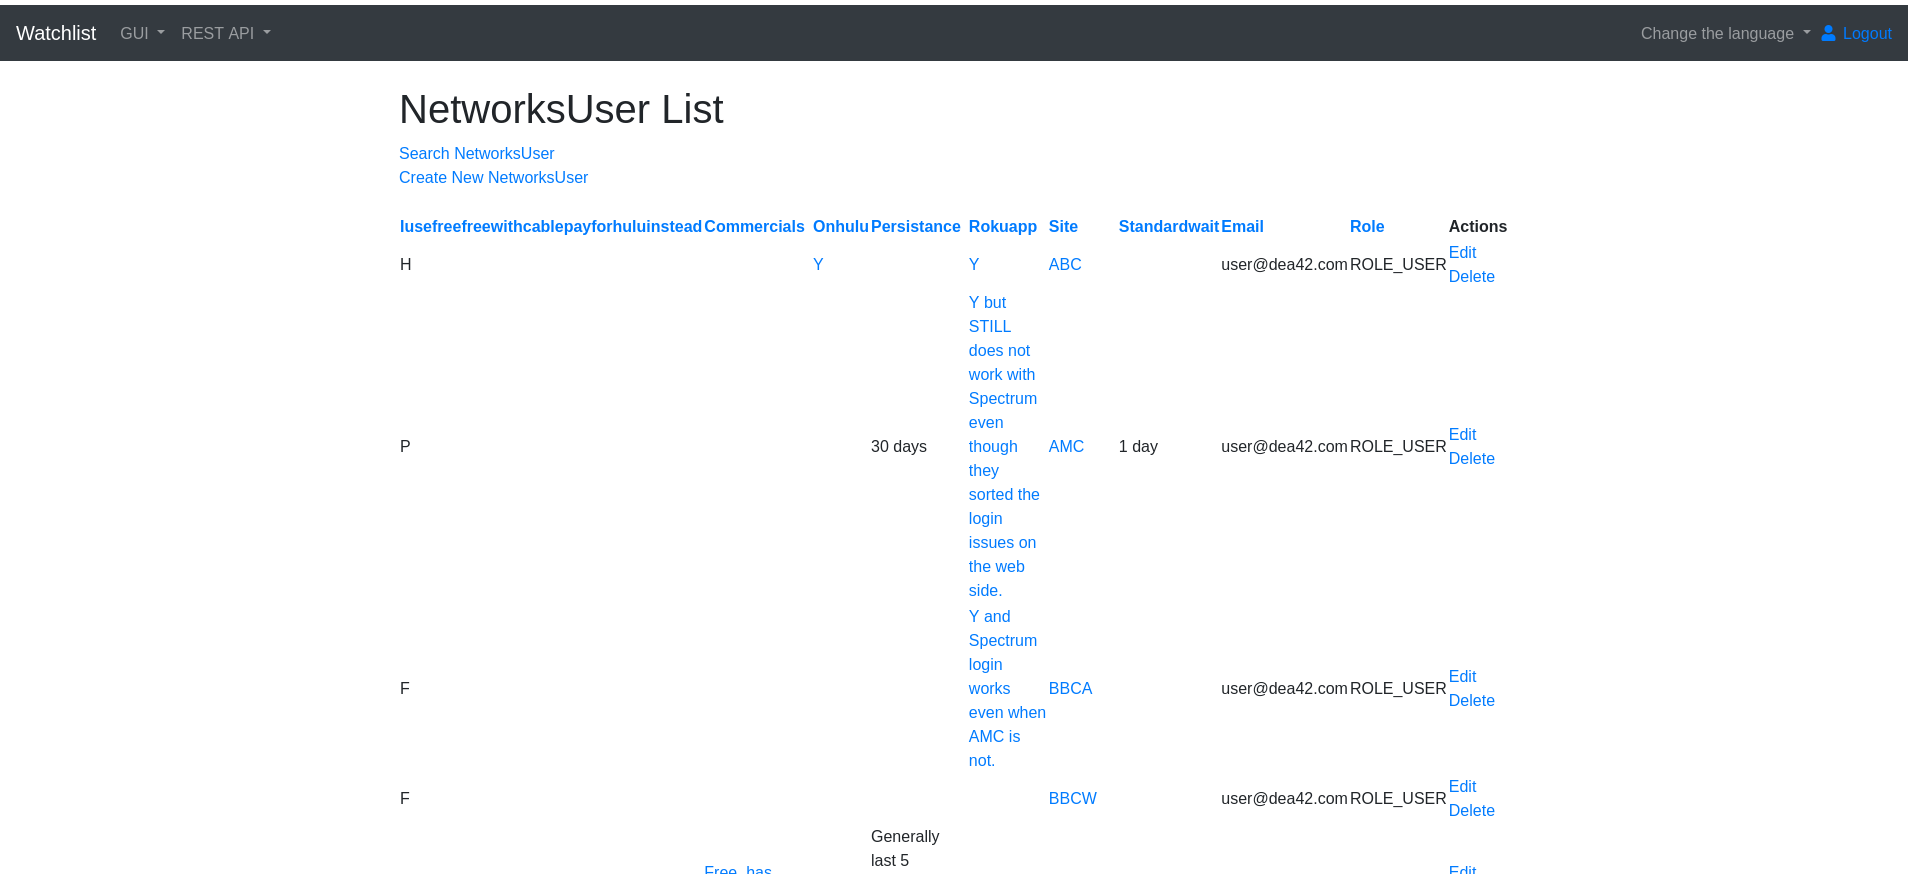 Watchlist GUI REST API Change the language Logout
NetworksUser List
Search NetworksUser
Create New NetworksUser
Iusefreefreewithcablepayforhuluinstead Commercials Onhulu Persistance Rokuapp Site Standardwait Email Role Actions
H Y Y ABC user@dea42.com ROLE_USER Edit
Delete
Y but
STILL
does not
work with
Spectrum
even
though
they
sorted the
login
issues on
the web
side.
P 30 days AMC 1 day user@dea42.com ROLE_USER Edit
Delete
Y and
Spectrum
login
works
even when
AMC is
not.
F BBCA user@dea42.com ROLE_USER Edit
Delete
F BBCW user@dea42.com ROLE_USER Edit
Delete
Generally
last 5
Free, has
Edit